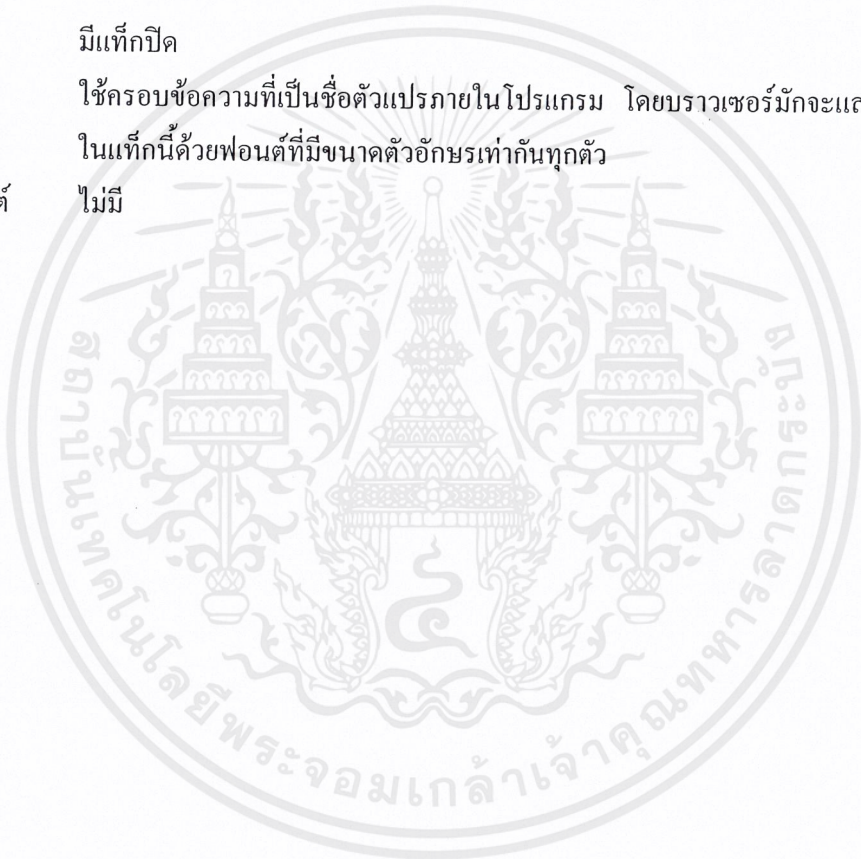 มีแท็กปิด
ใช้ครอบข้อความที่เป็นชื่อตัวแปรภายในโปรแกรม โดยบราวเซอร์มักจะแ
ในแท็กนี้ด้วยฟอนต์ที่มีขนาดตัวอักษรเท่ากันทุกตัว
ไม่มี
สถาบันเทคโนโลยีพระจอมเกล้าเจ้าคุณทหารลาดกระบัง